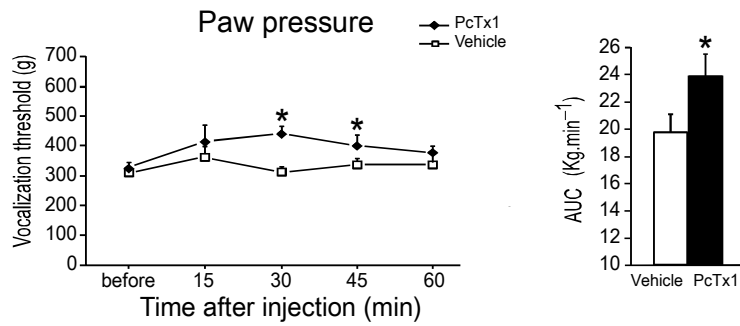 Paw pressure
PcTx1
Vehicle
Vocalization threshold (g)
700
600
500
400
300
200
100
0
* *
before 15 30 45 60
Time after injection (min)
AUC (Kg.min⁻¹)
26
24
22
20
18
16
14
12
10
*
Vehicle PcTx1